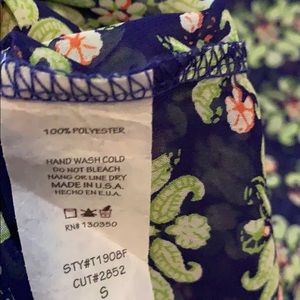 100% POLYESTER
HAND WASH COLD
DO NOT BLEACH
HANG OR LINE DRY
MADE IN U.S.A.
HECHO EN E.U.A.
RN# 130350
STY#T1908F
CUT#2852
S